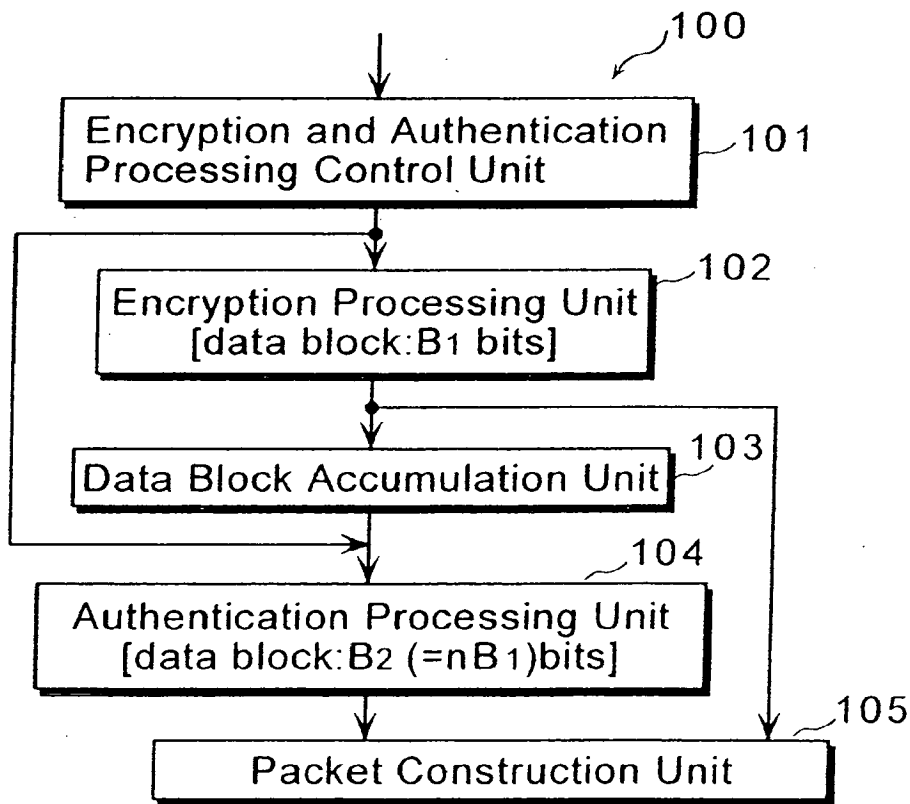 100
Encryption and Authentication
Processing Control Unit
101
102
Encryption Processing Unit
[data block:B1 bits]
103
Data Block Accumulation Unit
104
Authentication Processing Unit
[data block:B2 (=nB1)bits]
105
Packet Construction Unit